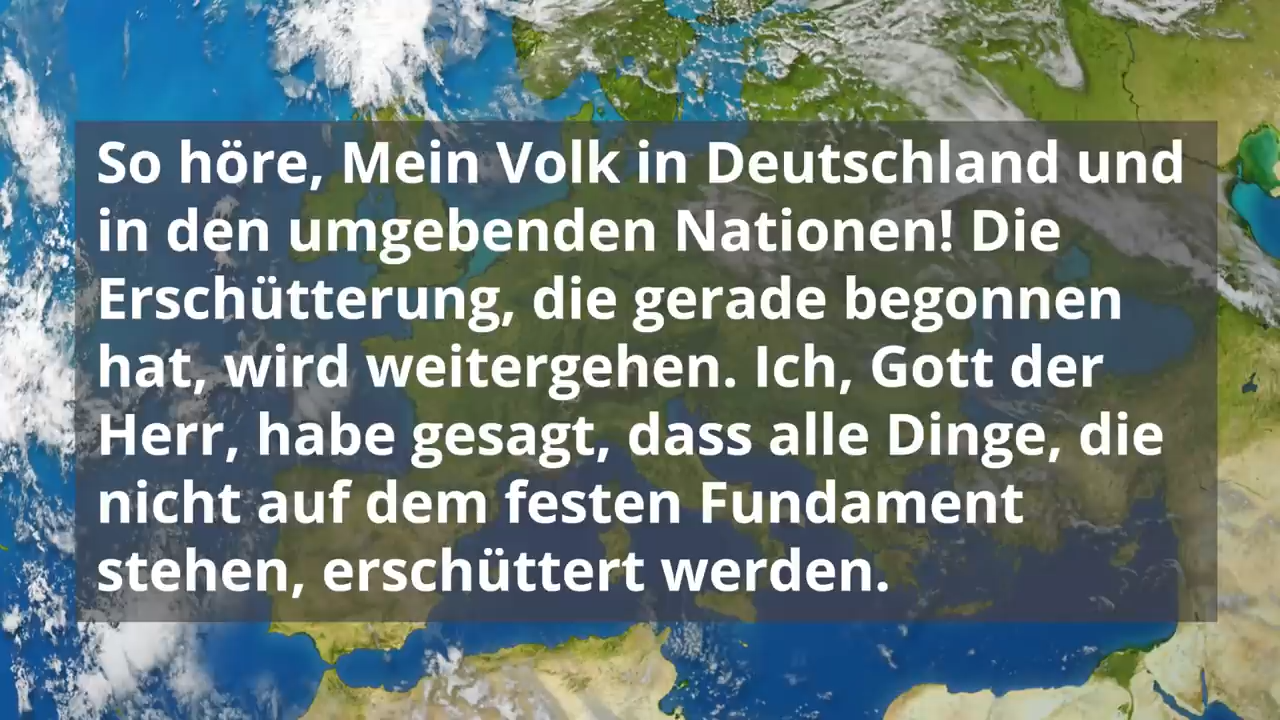 So höre, Mein Volk in Deutschland und
in den umgebenden Nationen! Die
Erschütterung, die gerade begonnen
hat, wird weitergehen. Ich, Gott der
Herr, habe gesagt, dass alle Dinge, die
nicht auf dem festen Fundament
stehen, erschüttert werden.